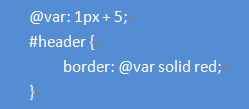 @var: 1px + 5;
#header {
border: @var solid red;
}